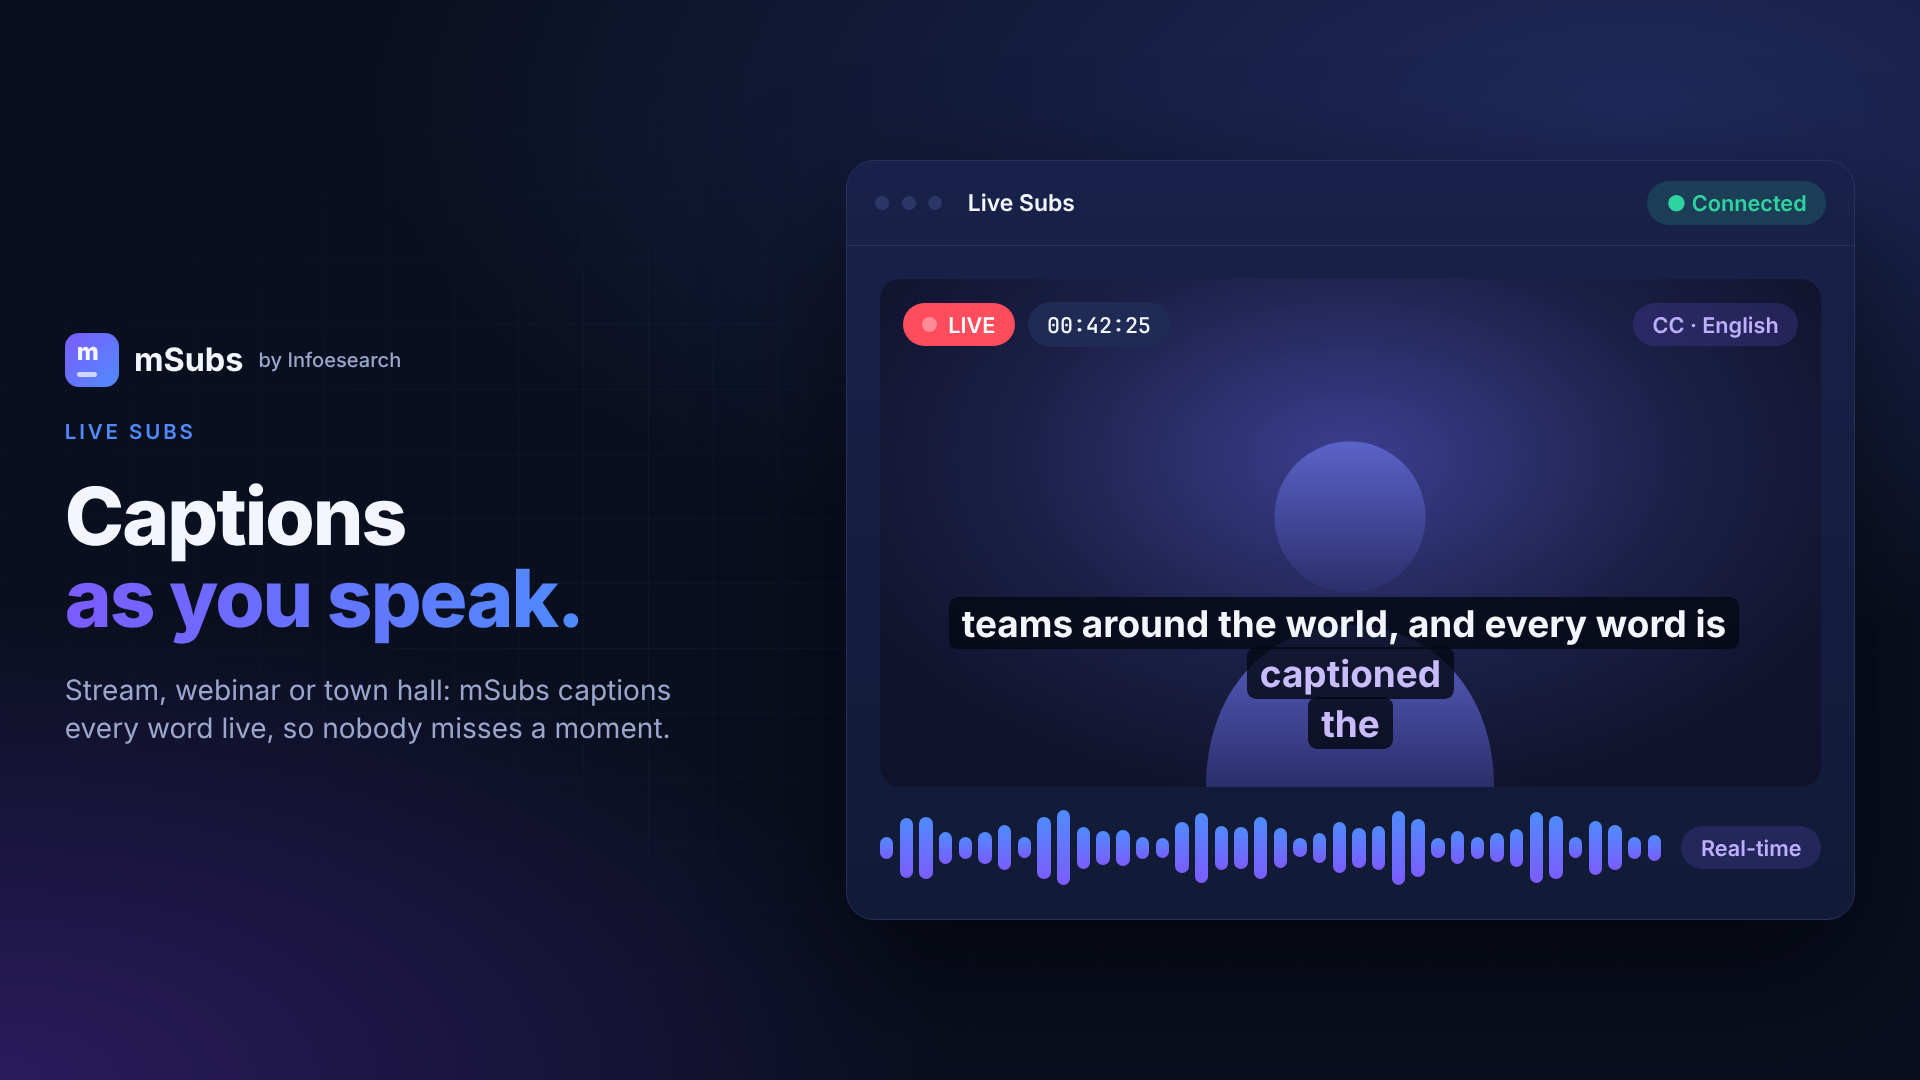 m
mSubs by Infoesearch
LIVE SUBS
Captions
as you speak.
Stream, webinar or town hall: mSubs captions
every word live, so nobody misses a moment.
Live Subs
Connected
LIVE
00:42:25
CC · English
teams around the world, and every word is
captioned
the
Real-time